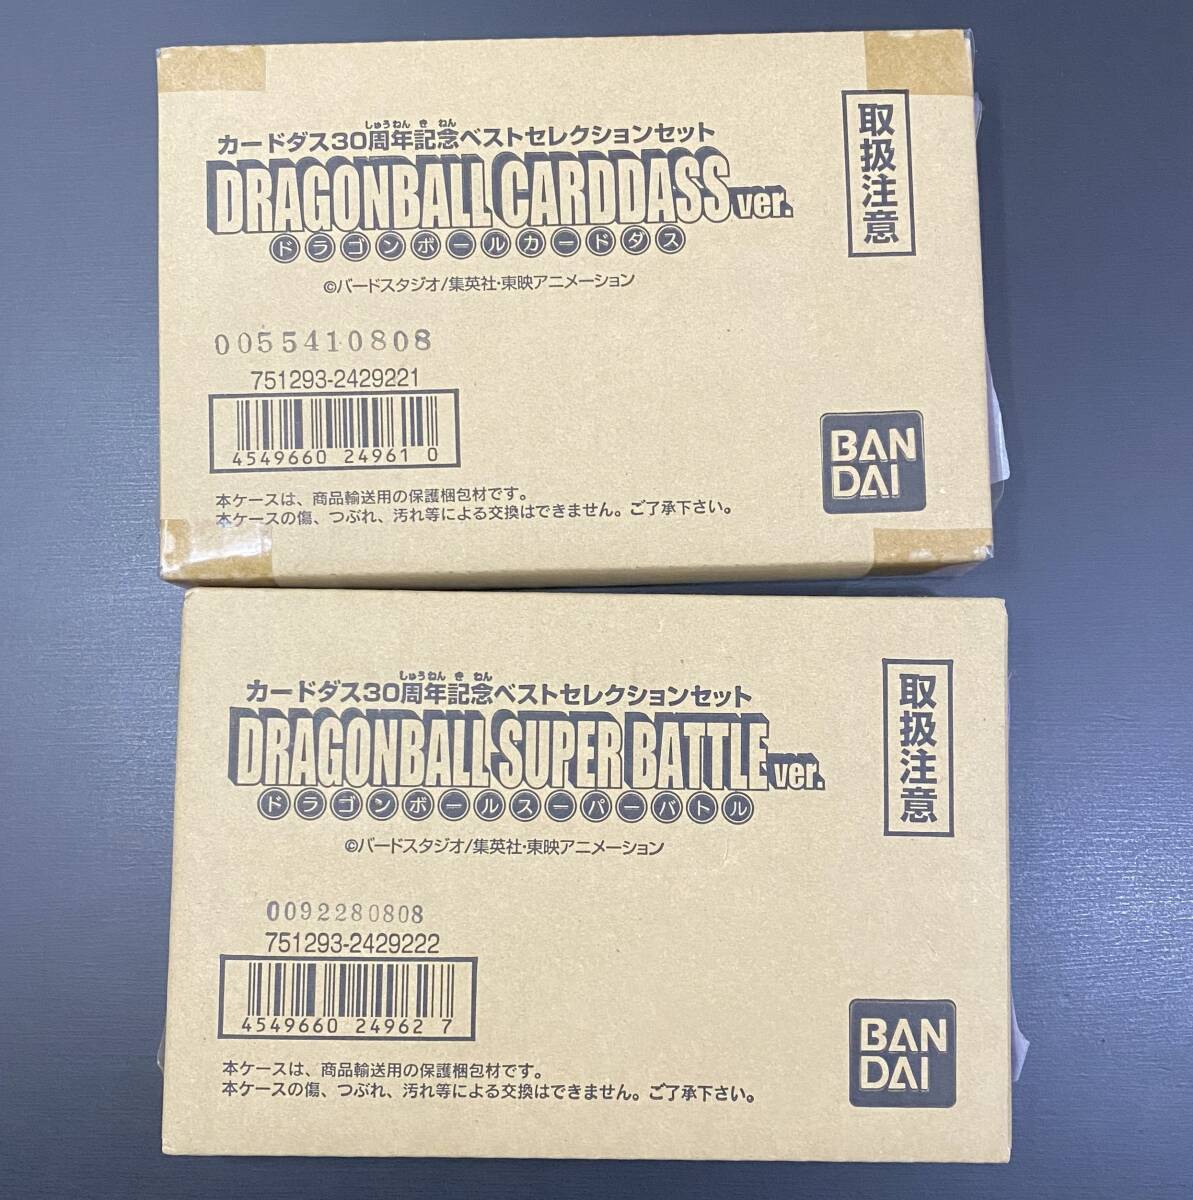 しゅうねん き ねん
カードダス30周年記念ベストセレクションセット
DRAGONBALL CARDDASS ver.
ドラゴンボールカードダス
©バードスタジオ/集英社・東映アニメーション
取扱注意
0055410808
751293-2429221
4549660 24961 0
BAN
DAI
本ケースは、商品輸送用の保護梱包材です。
本ケースの傷、つぶれ、汚れ等による交換はできません。ご了承下さい。
しゅうねん き ねん
カードダス30周年記念ベストセレクションセット
DRAGONBALL SUPER BATTLE ver.
ドラゴンボールスーパーバトル
©バードスタジオ/集英社・東映アニメーション
取扱注意
0092280808
751293-2429222
4549660 24962 7
BAN
DAI
本ケースは、商品輸送用の保護梱包材です。
本ケースの傷、つぶれ、汚れ等による交換はできません。ご了承下さい。